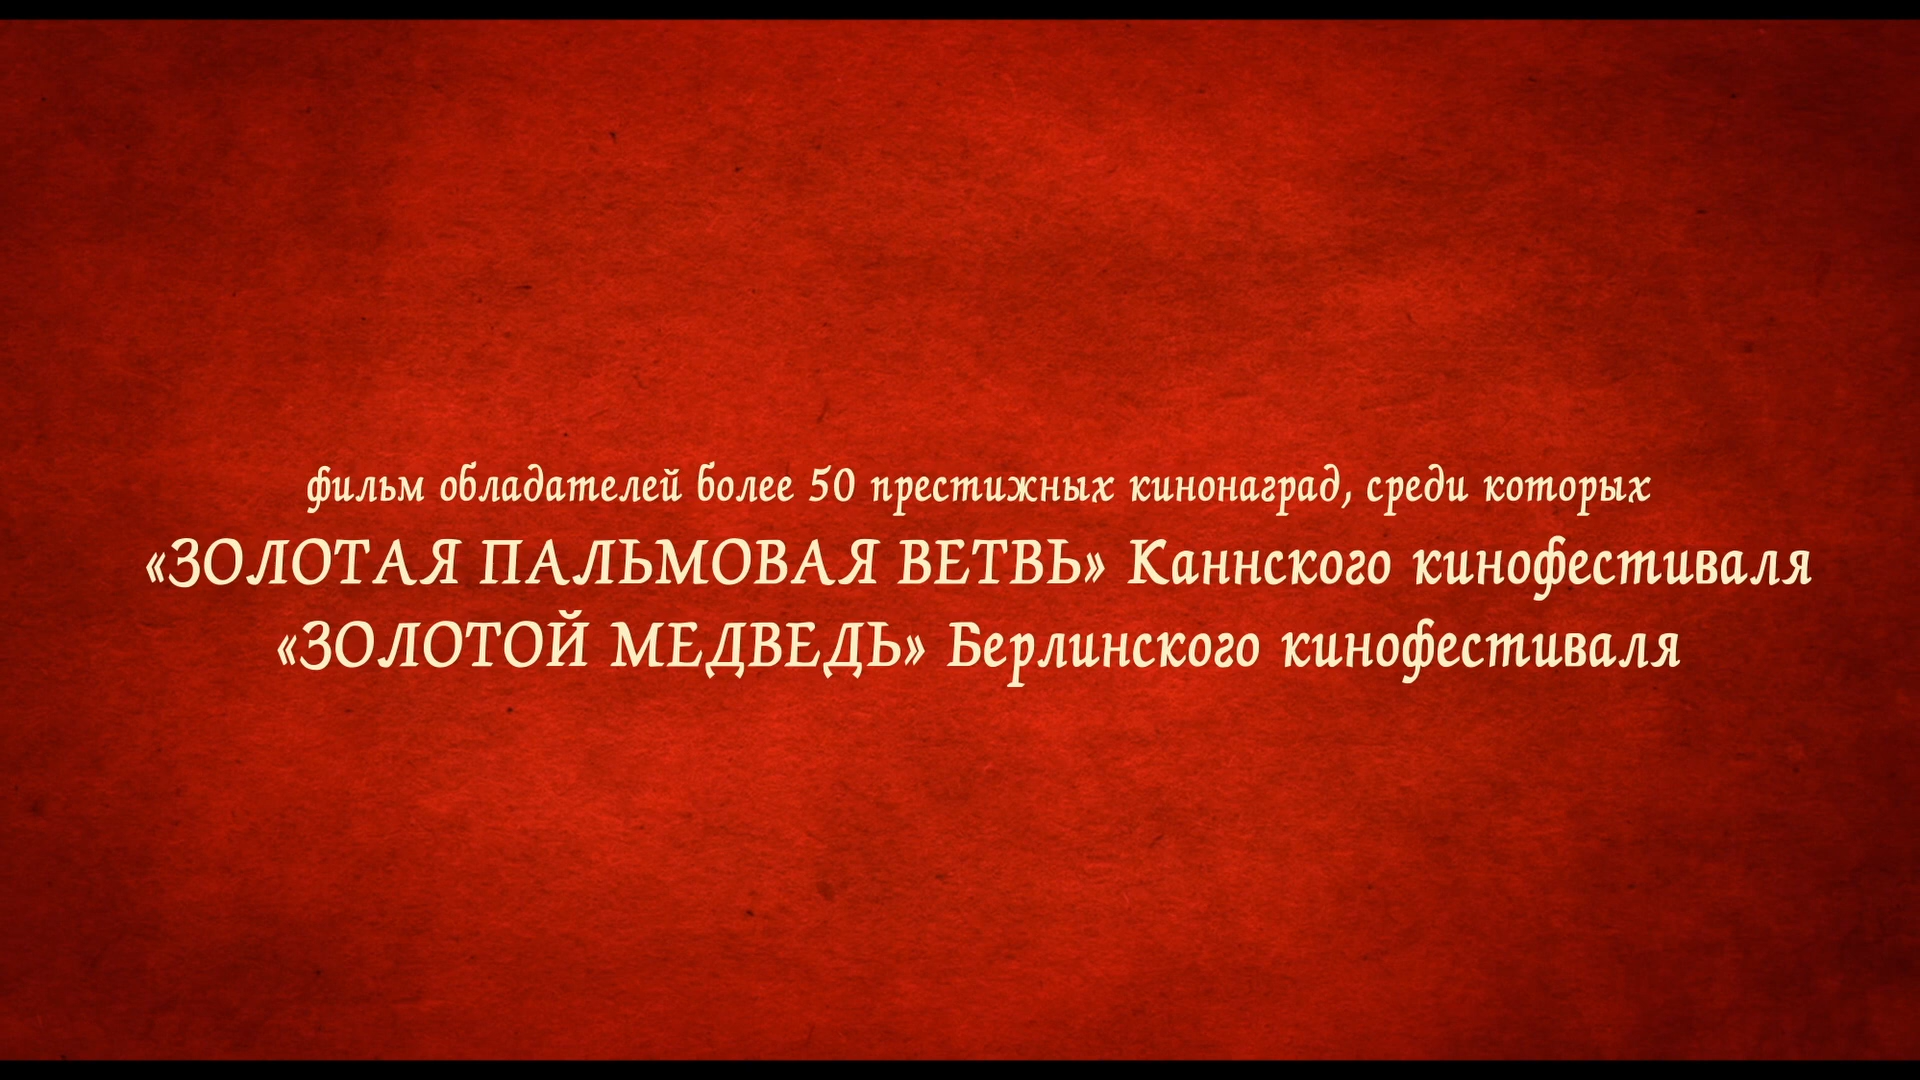 фильм обладателей более 50 престижных кинонаград, среди которых
«ЗОЛОТАЯ ПАЛЬМОВАЯ ВЕТВЬ» Каннского кинофестиваля
«ЗОЛОТОЙ МЕДВЕДЬ» Берлинского кинофестиваля